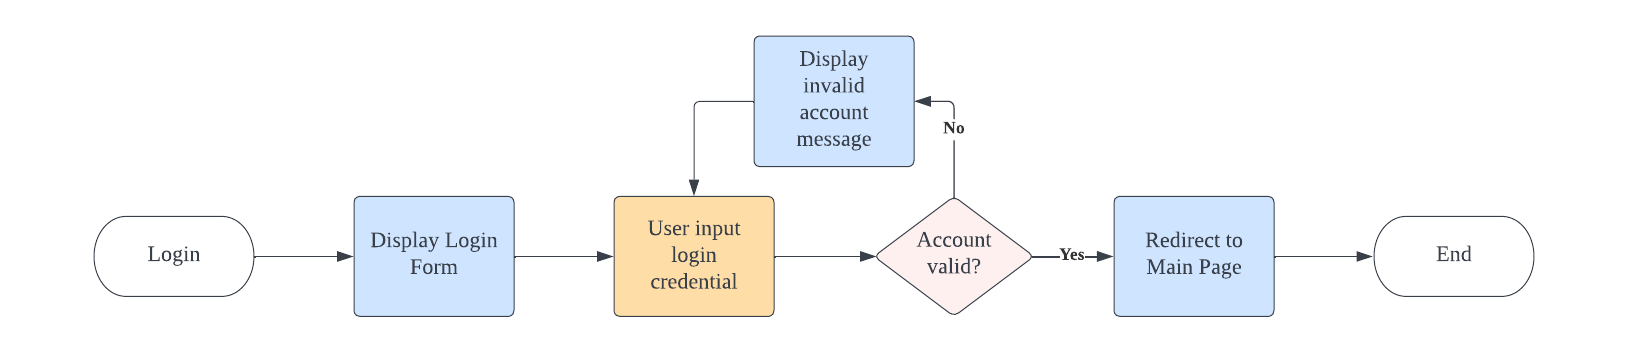 Display
invalid
account
message
No
Login
Display Login
Form
User input
login
credential
Account
valid?
Yes
Redirect to
Main Page
End